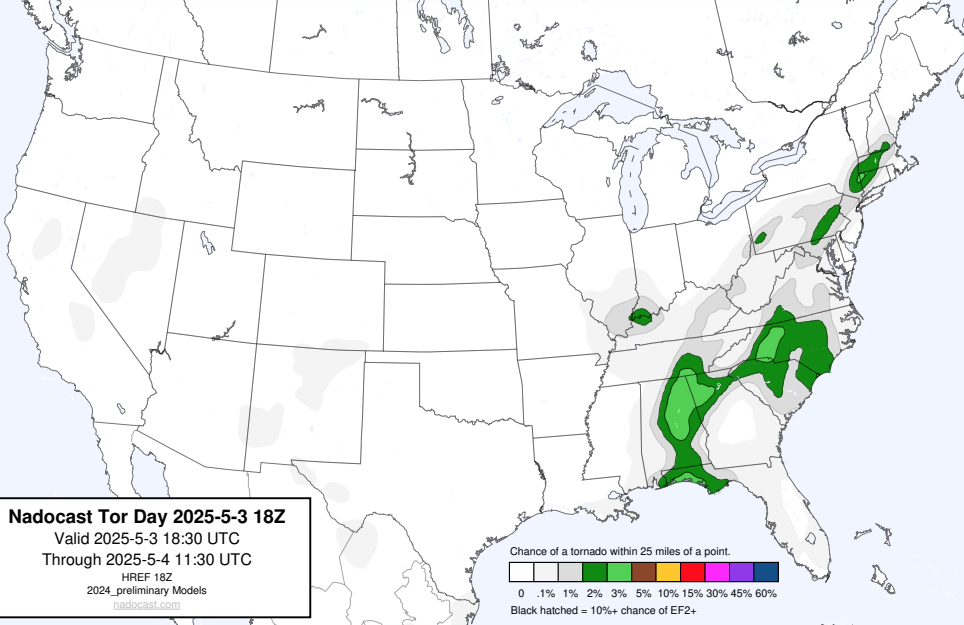 Nadocast Tor Day 2025-5-3 18Z
Valid 2025-5-3 18:30 UTC
Through 2025-5-4 11:30 UTC
HREF 18Z
2024_preliminary Models
nadocast.com
Chance of a tornado within 25 miles of a point.
0 .1% 1% 2% 3% 5% 10% 15% 30% 45% 60%
Black hatched = 10%+ chance of EF2+